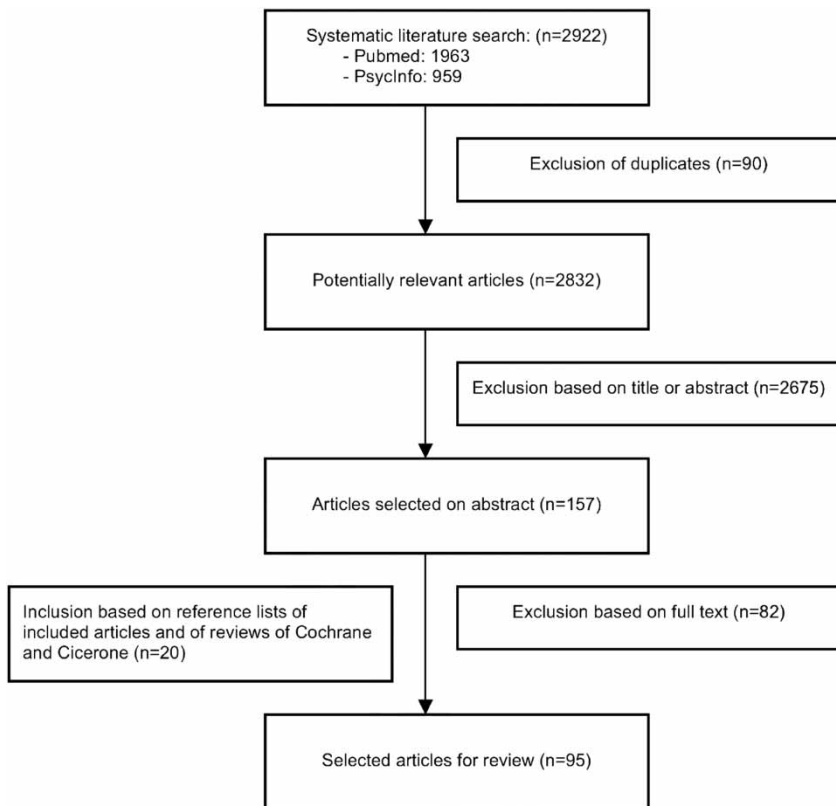 Systematic literature search: (n=2922)
- Pubmed: 1963
- PsycInfo: 959
Exclusion of duplicates (n=90)
Potentially relevant articles (n=2832)
Exclusion based on title or abstract (n=2675)
Articles selected on abstract (n=157)
Inclusion based on reference lists of
included articles and of reviews of Cochrane
and Cicerone (n=20)
Exclusion based on full text (n=82)
Selected articles for review (n=95)